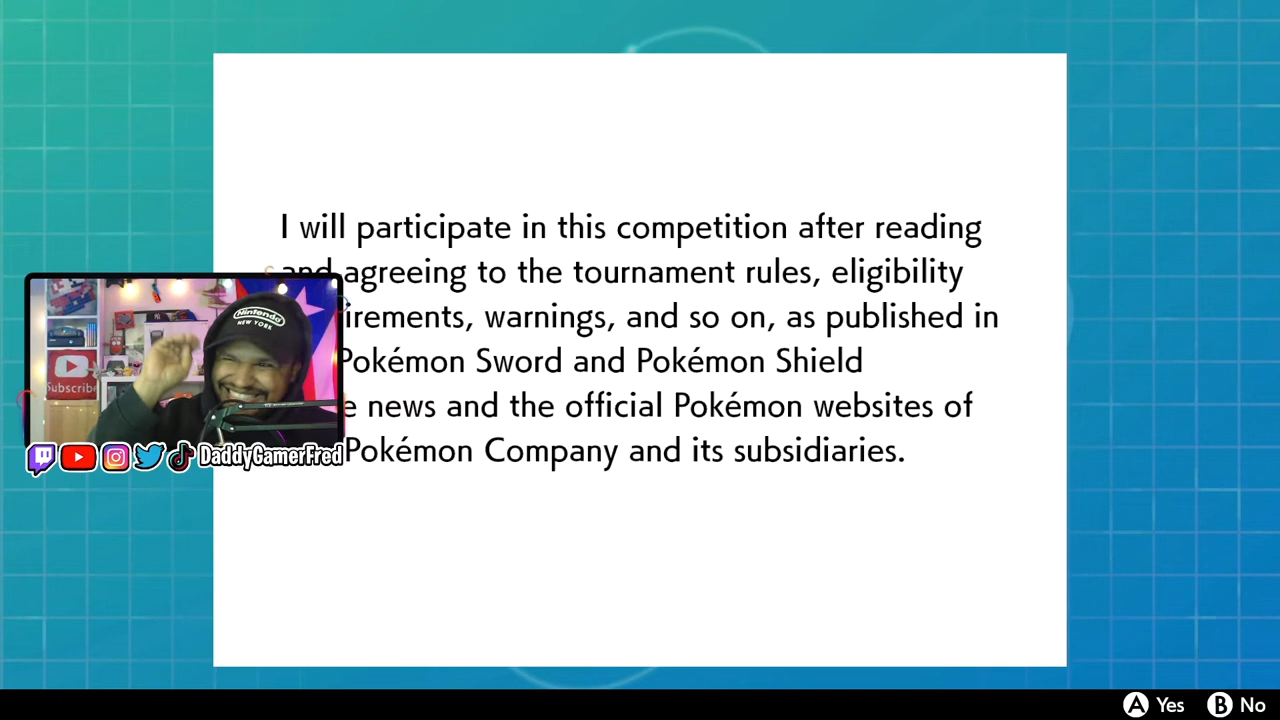 I will participate in this competition after reading
and agreeing to the tournament rules, eligibility
irements, warnings, and so on, as published in
Pokémon Sword and Pokémon Shield
e news and the official Pokémon websites of
Pokémon Company and its subsidiaries.
Nintendo
NEW YORK
Subscribe
DaddyGamerFred
A Yes B No